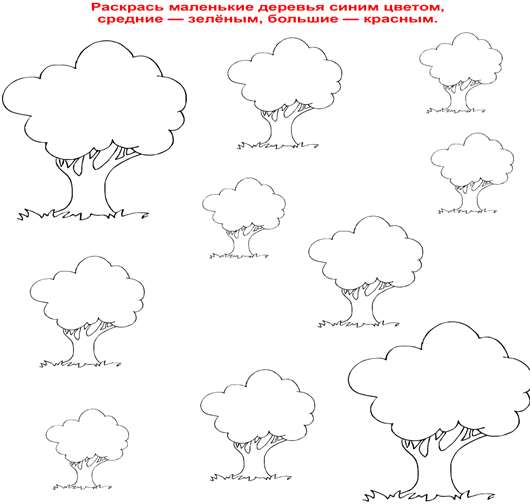 Раскрась маленькие деревья синим цветом,
средние — зелёным, большие — красным.